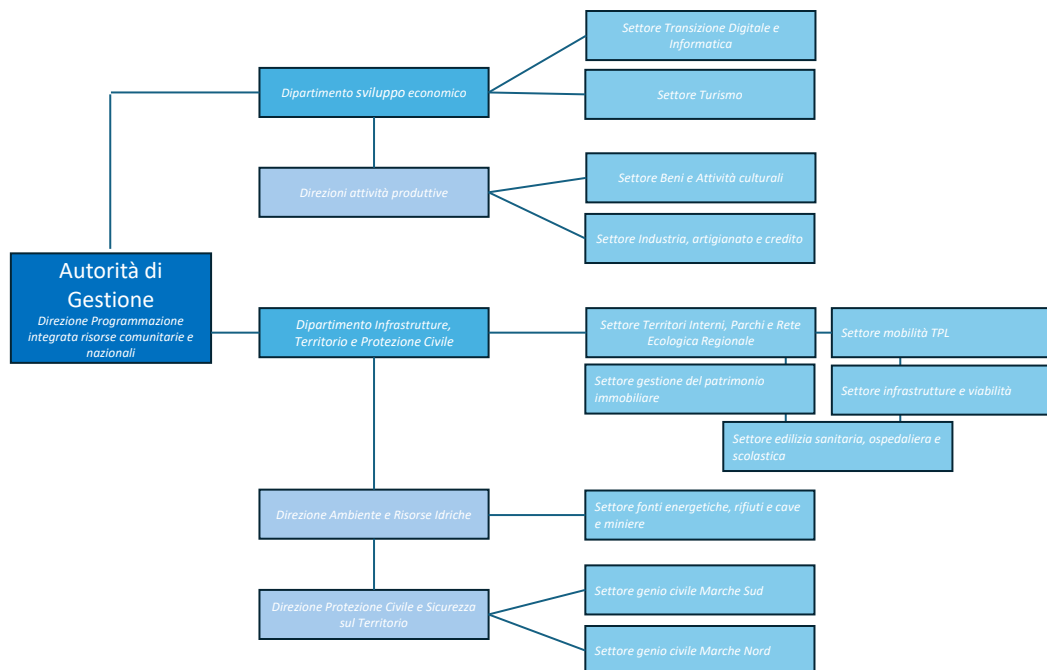 Settore Transizione Digitale e
Informatica
Dipartimento sviluppo economico
Settore Turismo
Direzioni attività produttive
Settore Beni e Attività culturali
Settore Industria, artigianato e credito
Autorità di
Gestione
Direzione Programmazione
integrata risorse comunitarie e
nazionali
Dipartimento Infrastrutture,
Territorio e Protezione Civile
Settore Territori Interni, Parchi e Rete
Ecologica Regionale
Settore mobilità TPL
Settore gestione del patrimonio
immobiliare
Settore infrastrutture e viabilità
Settore edilizia sanitaria, ospedaliera e
scolastica
Direzione Ambiente e Risorse Idriche
Settore fonti energetiche, rifiuti e cave
e miniere
Direzione Protezione Civile e Sicurezza
sul Territorio
Settore genio civile Marche Sud
Settore genio civile Marche Nord